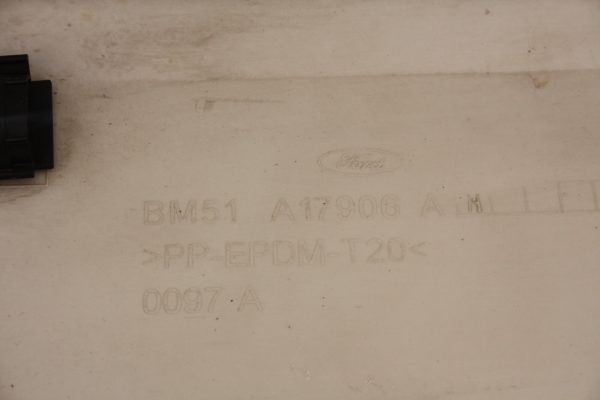 Ford
BM51 A17906 A H
>PP-EPDM-T20<
0097 A